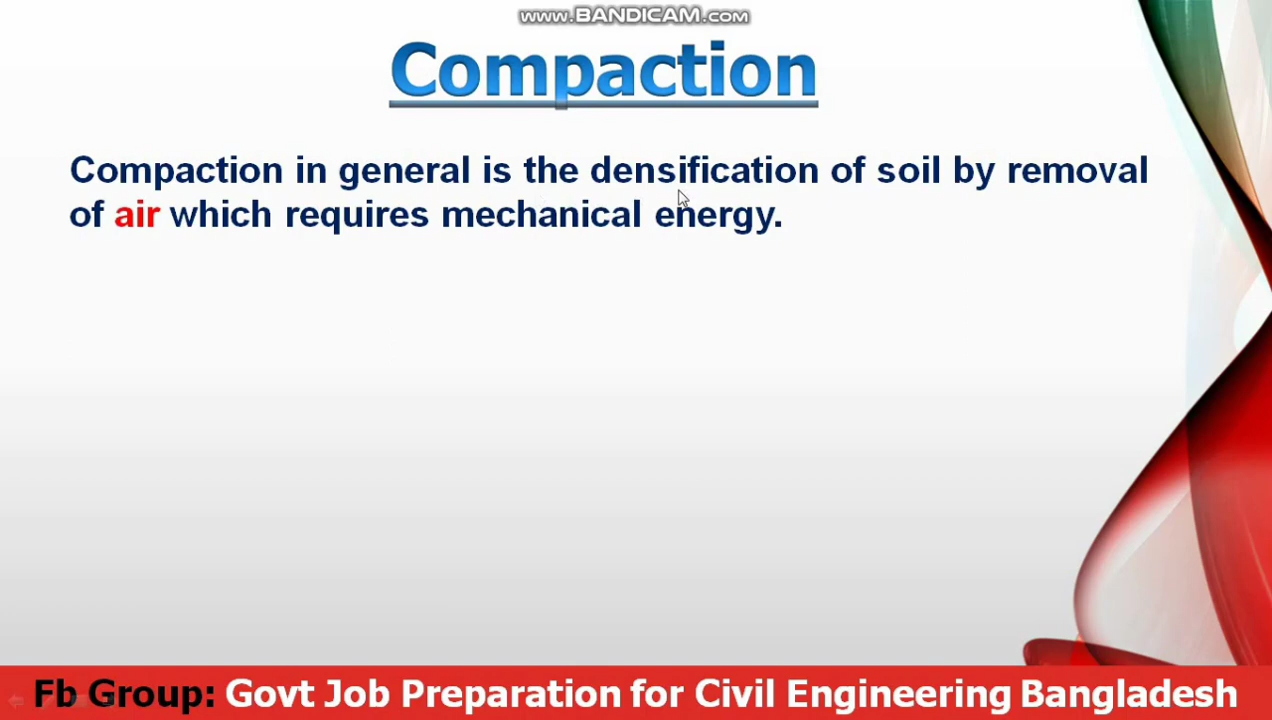 www.BANDICAM.com
Compaction
Compaction in general is the densification of soil by removal
of air which requires mechanical energy.
Fb Group: Govt Job Preparation for Civil Engineering Bangladesh